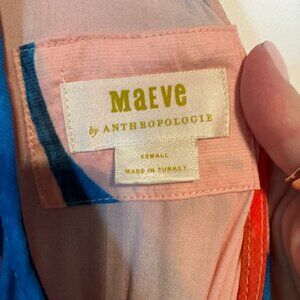 MAEVE
by ANTHROPOLOGIE
XSMALL
MADE IN TURKEY